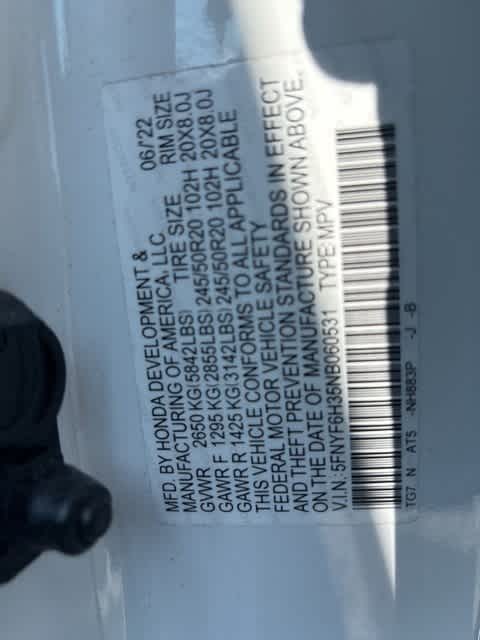 MFD. BY HONDA DEVELOPMENT &
MANUFACTURING OF AMERICA, LLC. 06/22
TIRE SIZE RIM SIZE
GVWR 2650 KG(5842LBS)
GAWR F 1295 KG(2855LBS) 245/50R20 102H 20X8.0J
GAWR R 1425 KG(3142LBS) 245/50R20 102H 20X8.0J
THIS VEHICLE CONFORMS TO ALL APPLICABLE
FEDERAL MOTOR VEHICLE SAFETY
AND THEFT PREVENTION STANDARDS IN EFFECT
ON THE DATE OF MANUFACTURE SHOWN ABOVE.
V.I.N: 5FNYF6H35NB060531 TYPE:MPV
TG7 N AT5 -NH883P -J -B